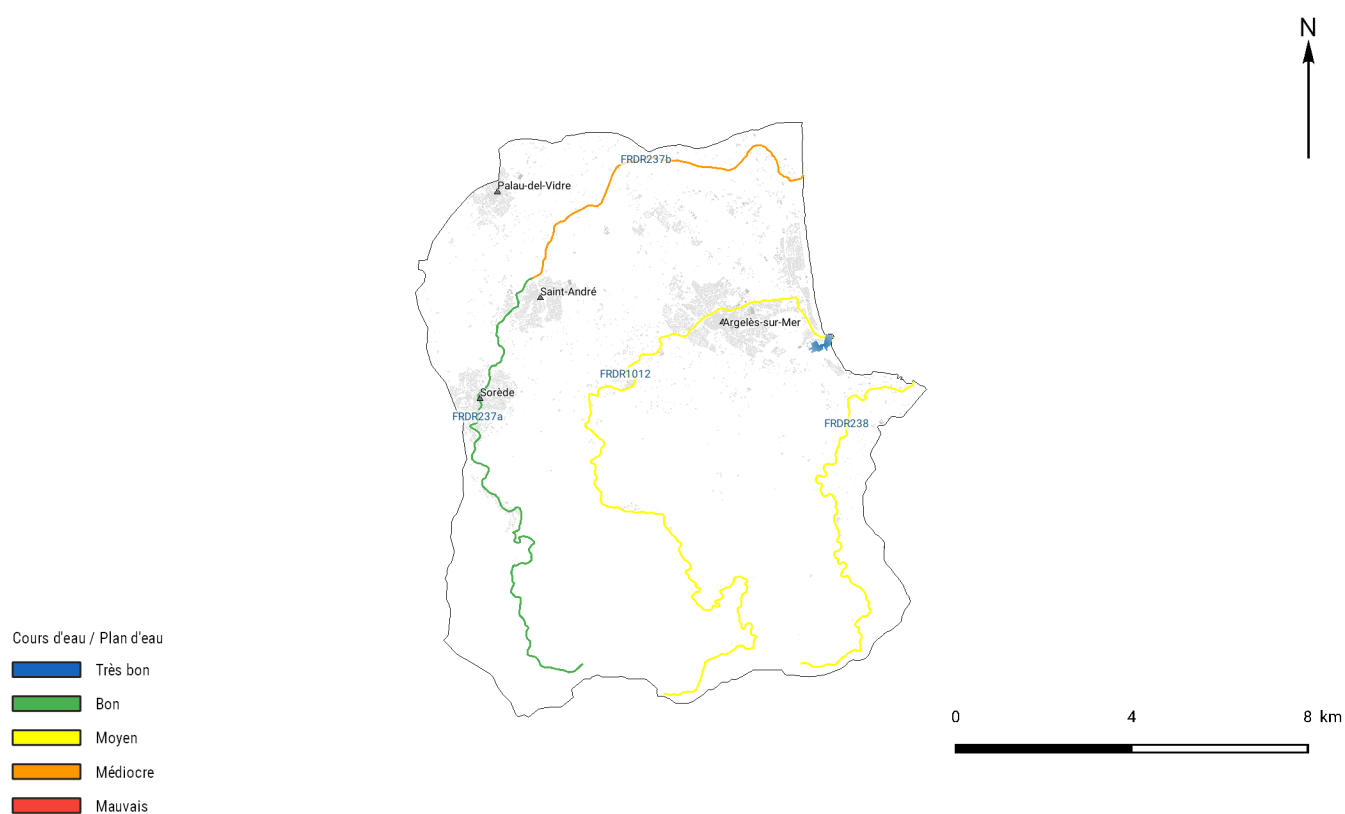 N
FRDR237b
Palau-del-Vidre
Saint-André
Argelès-sur-Mer
FRDR1012
Sorède
FRDR237a
FRDR238
Cours d'eau / Plan d'eau
Très bon
Bon
Moyen
Médiocre
Mauvais
0 4 8 km